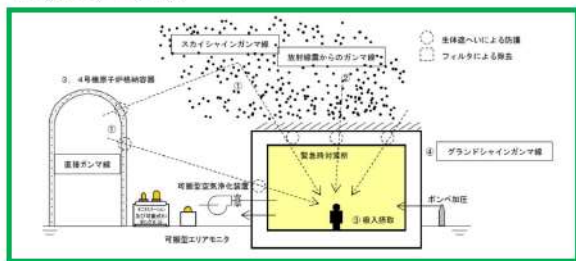 スカイシャインガンマ線
放射線雲からのガンマ線
生体遮へいによる防護
フィルタによる除去
3．4号機原子炉格納容器
①
②
①
直接ガンマ線
緊急時対策所
④
グランドシャインガンマ線
可搬型空気浄化装置
ボンベ加圧
③吸入摂取
可搬型エリアモニタ